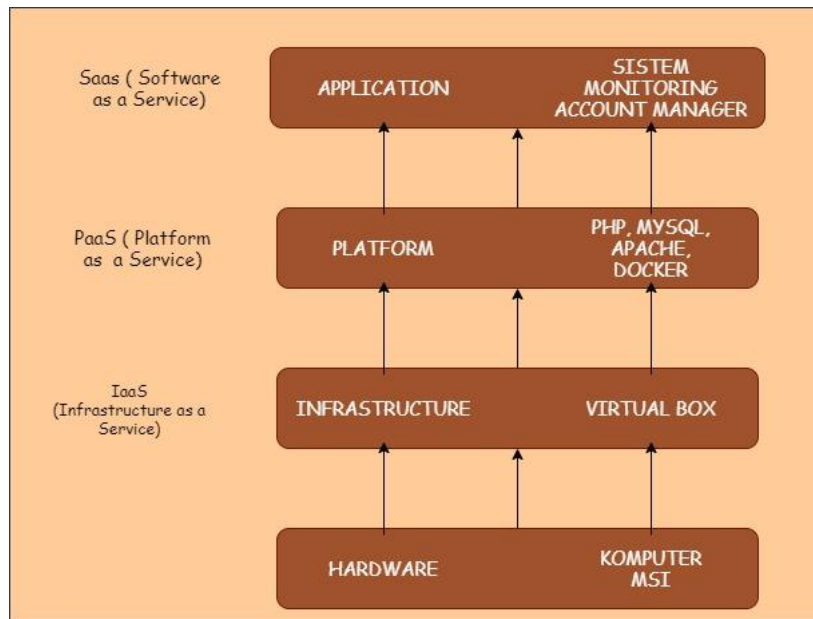 Saas ( Software
as a Service)
APPLICATION
SISTEM
MONITORING
ACCOUNT MANAGER
PaaS ( Platform
as a Service)
PLATFORM
PHP, MYSQL,
APACHE,
DOCKER
IaaS
(Infrastructure as a
Service)
INFRASTRUCTURE
VIRTUAL BOX
HARDWARE
KOMPUTER
MSI